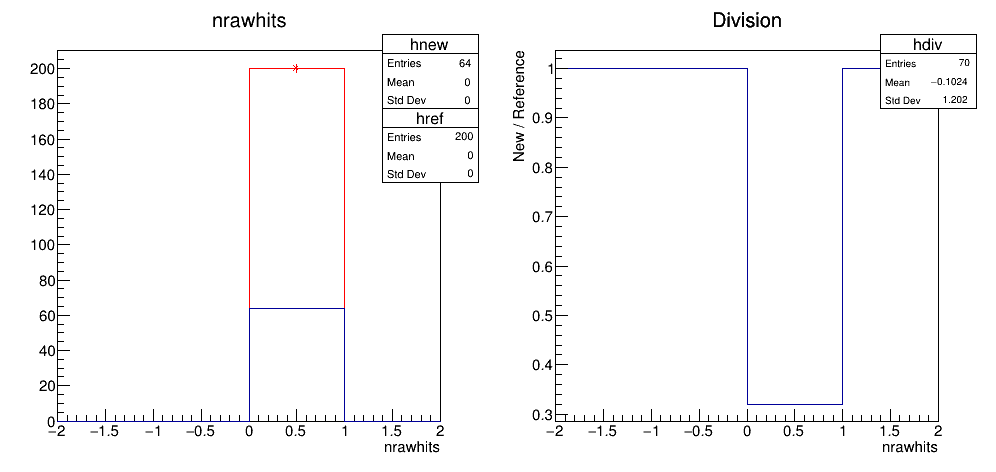 nrawhits
hnew
Entries 64
Mean 0
Std Dev 0
href
Entries 200
Mean 0
Std Dev 0
200
180
160
140
120
100
80
60
40
20
0
−2 −1.5 −1 −0.5 0 0.5 1 1.5 2
nrawhits
Division
hdiv
Entries 70
Mean −0.1024
Std Dev 1.202
New / Reference
1
0.9
0.8
0.7
0.6
0.5
0.4
0.3
−2 −1.5 −1 −0.5 0 0.5 1 1.5 2
nrawhits